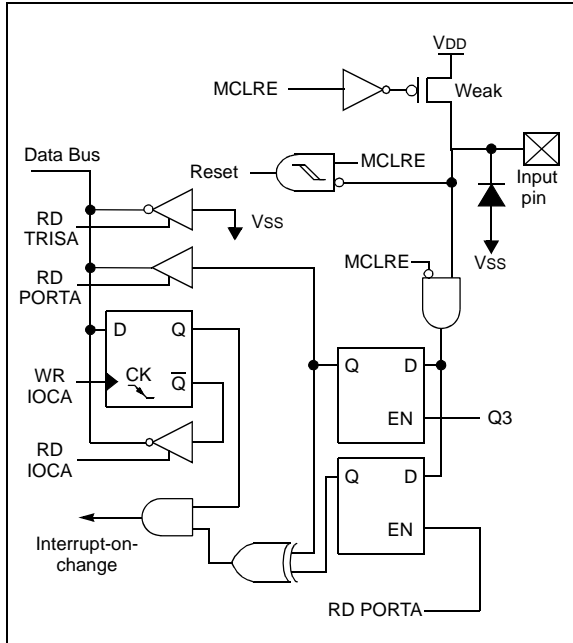 VDD
MCLRE
Weak
Data Bus
Reset
MCLRE
Input
pin
RD
TRISA
VSS
VSS
RD
PORTA
MCLRE
D
Q
Q
D
WR
IOCA
CK
Q
EN
Q3
RD
IOCA
Q
D
EN
Interrupt-on-
change
RD PORTA